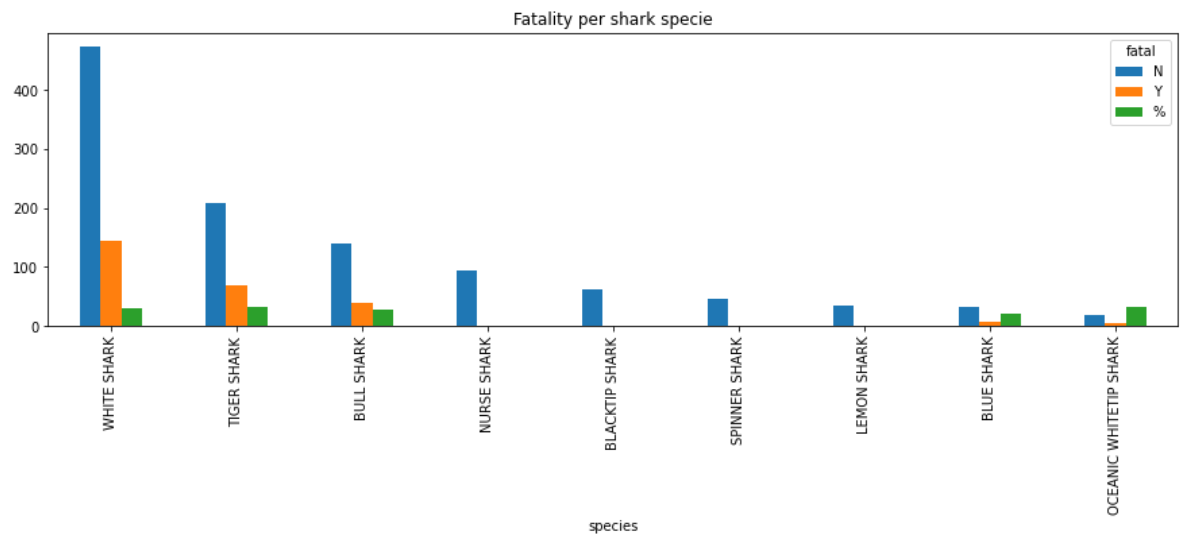 Fatality per shark specie
fatal
N
Y
%
400
300
200
100
0
WHITE SHARK
TIGER SHARK
BULL SHARK
NURSE SHARK
BLACKTIP SHARK
SPINNER SHARK
LEMON SHARK
BLUE SHARK
OCEANIC WHITETIP SHARK
species